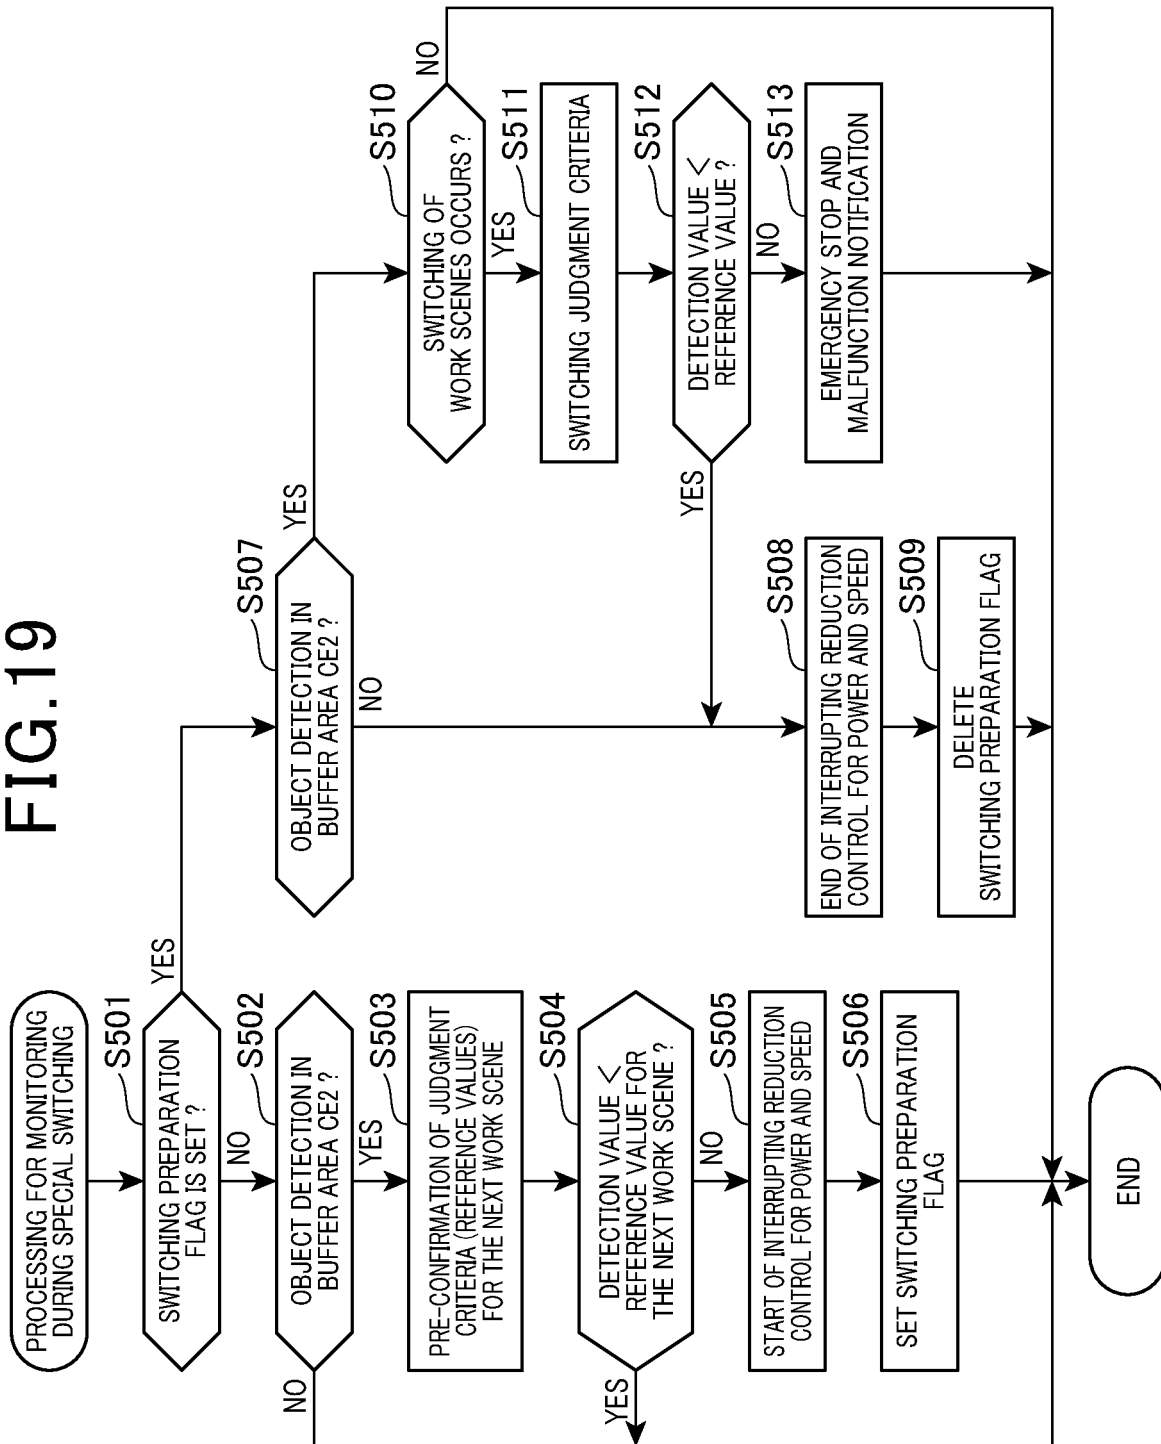 FIG.19
PROCESSING FOR MONITORING
DURING SPECIAL SWITCHING
S501
SWITCHING PREPARATION
FLAG IS SET ?
YES
NO
S502
OBJECT DETECTION IN
BUFFER AREA CE2 ?
NO
YES
S503
PRE-CONFIRMATION OF JUDGMENT
CRITERIA (REFERENCE VALUES)
FOR THE NEXT WORK SCENE
S504
DETECTION VALUE <
REFERENCE VALUE FOR
THE NEXT WORK SCENE ?
YES
NO
S505
START OF INTERRUPTING REDUCTION
CONTROL FOR POWER AND SPEED
S506
SET SWITCHING PREPARATION
FLAG
S507
OBJECT DETECTION IN
BUFFER AREA CE2 ?
YES
NO
S508
END OF INTERRUPTING REDUCTION
CONTROL FOR POWER AND SPEED
S509
DELETE
SWITCHING PREPARATION FLAG
S510
SWITCHING OF
WORK SCENES OCCURS ?
NO
YES
S511
SWITCHING JUDGMENT CRITERIA
S512
DETECTION VALUE <
REFERENCE VALUE ?
YES
NO
S513
EMERGENCY STOP AND
MALFUNCTION NOTIFICATION
END